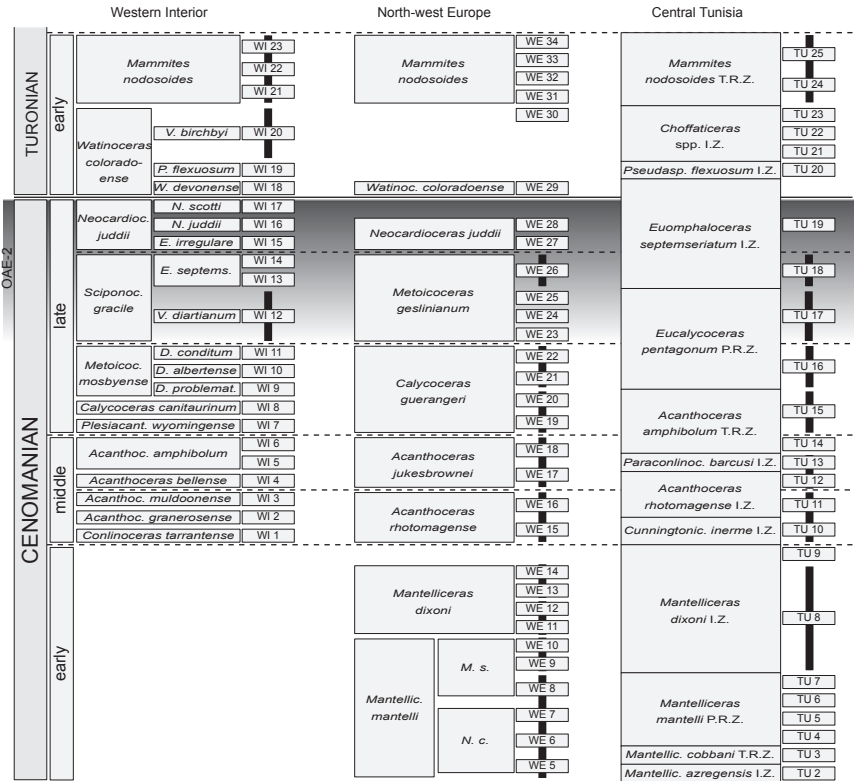 Western Interior
North-west Europe
Central Tunisia
TURONIAN
early
CENOMANIAN
late
middle
early
OAE-2
Mammites
nodosoides
WI 23
WI 22
WI 21
Watinoceras
colorado-
ense
V. birchbyi
WI 20
P. flexuosum
WI 19
W. devonense
WI 18
Neocardioc.
juddii
N. scotti
WI 17
N. juddii
WI 16
E. irregulare
WI 15
Sciponoc.
gracile
E. septems.
WI 14
WI 13
V. diartianum
WI 12
Metoicoc.
mosbyense
D. conditum
WI 11
D. albertense
WI 10
D. problemat.
WI 9
Calycoceras canitaurinum
WI 8
Plesiacant. wyomingense
WI 7
Acanthoc. amphibolum
WI 6
WI 5
Acanthoceras bellense
WI 4
Acanthoc. muldoonense
WI 3
Acanthoc. granerosense
WI 2
Conlinoceras tarrantense
WI 1
Mammites
nodosoides
WE 34
WE 33
WE 32
WE 31
WE 30
Watinoc. coloradoense
WE 29
Neocardioceras juddii
WE 28
WE 27
Metoicoceras
geslinianum
WE 26
WE 25
WE 24
WE 23
Calycoceras
guerangeri
WE 22
WE 21
WE 20
WE 19
Acanthoceras
jukesbrownei
WE 18
WE 17
Acanthoceras
rhotomagense
WE 16
WE 15
Mantelliceras
dixoni
WE 14
WE 13
WE 12
WE 11
Mantellic.
mantelli
M. s.
WE 10
WE 9
WE 8
N. c.
WE 7
WE 6
WE 5
Mammites
nodosoides T.R.Z.
TU 25
TU 24
Choffaticeras
spp. I.Z.
TU 23
TU 22
TU 21
Pseudasp. flexuosum I.Z.
TU 20
Euomphaloceras
septemseriatum I.Z.
TU 19
TU 18
Eucalycoceras
pentagonum P.R.Z.
TU 17
TU 16
Acanthoceras
amphibolum T.R.Z.
TU 15
TU 14
Paraconlinoc. barcusi I.Z.
TU 13
Acanthoceras
rhotomagense I.Z.
TU 12
TU 11
Cunningtonic. inerme I.Z.
TU 10
Mantelliceras
dixoni I.Z.
TU 9
TU 8
Mantelliceras
mantelli P.R.Z.
TU 7
TU 6
TU 5
TU 4
Mantellic. cobbani T.R.Z.
TU 3
Mantellic. azregensis I.Z.
TU 2